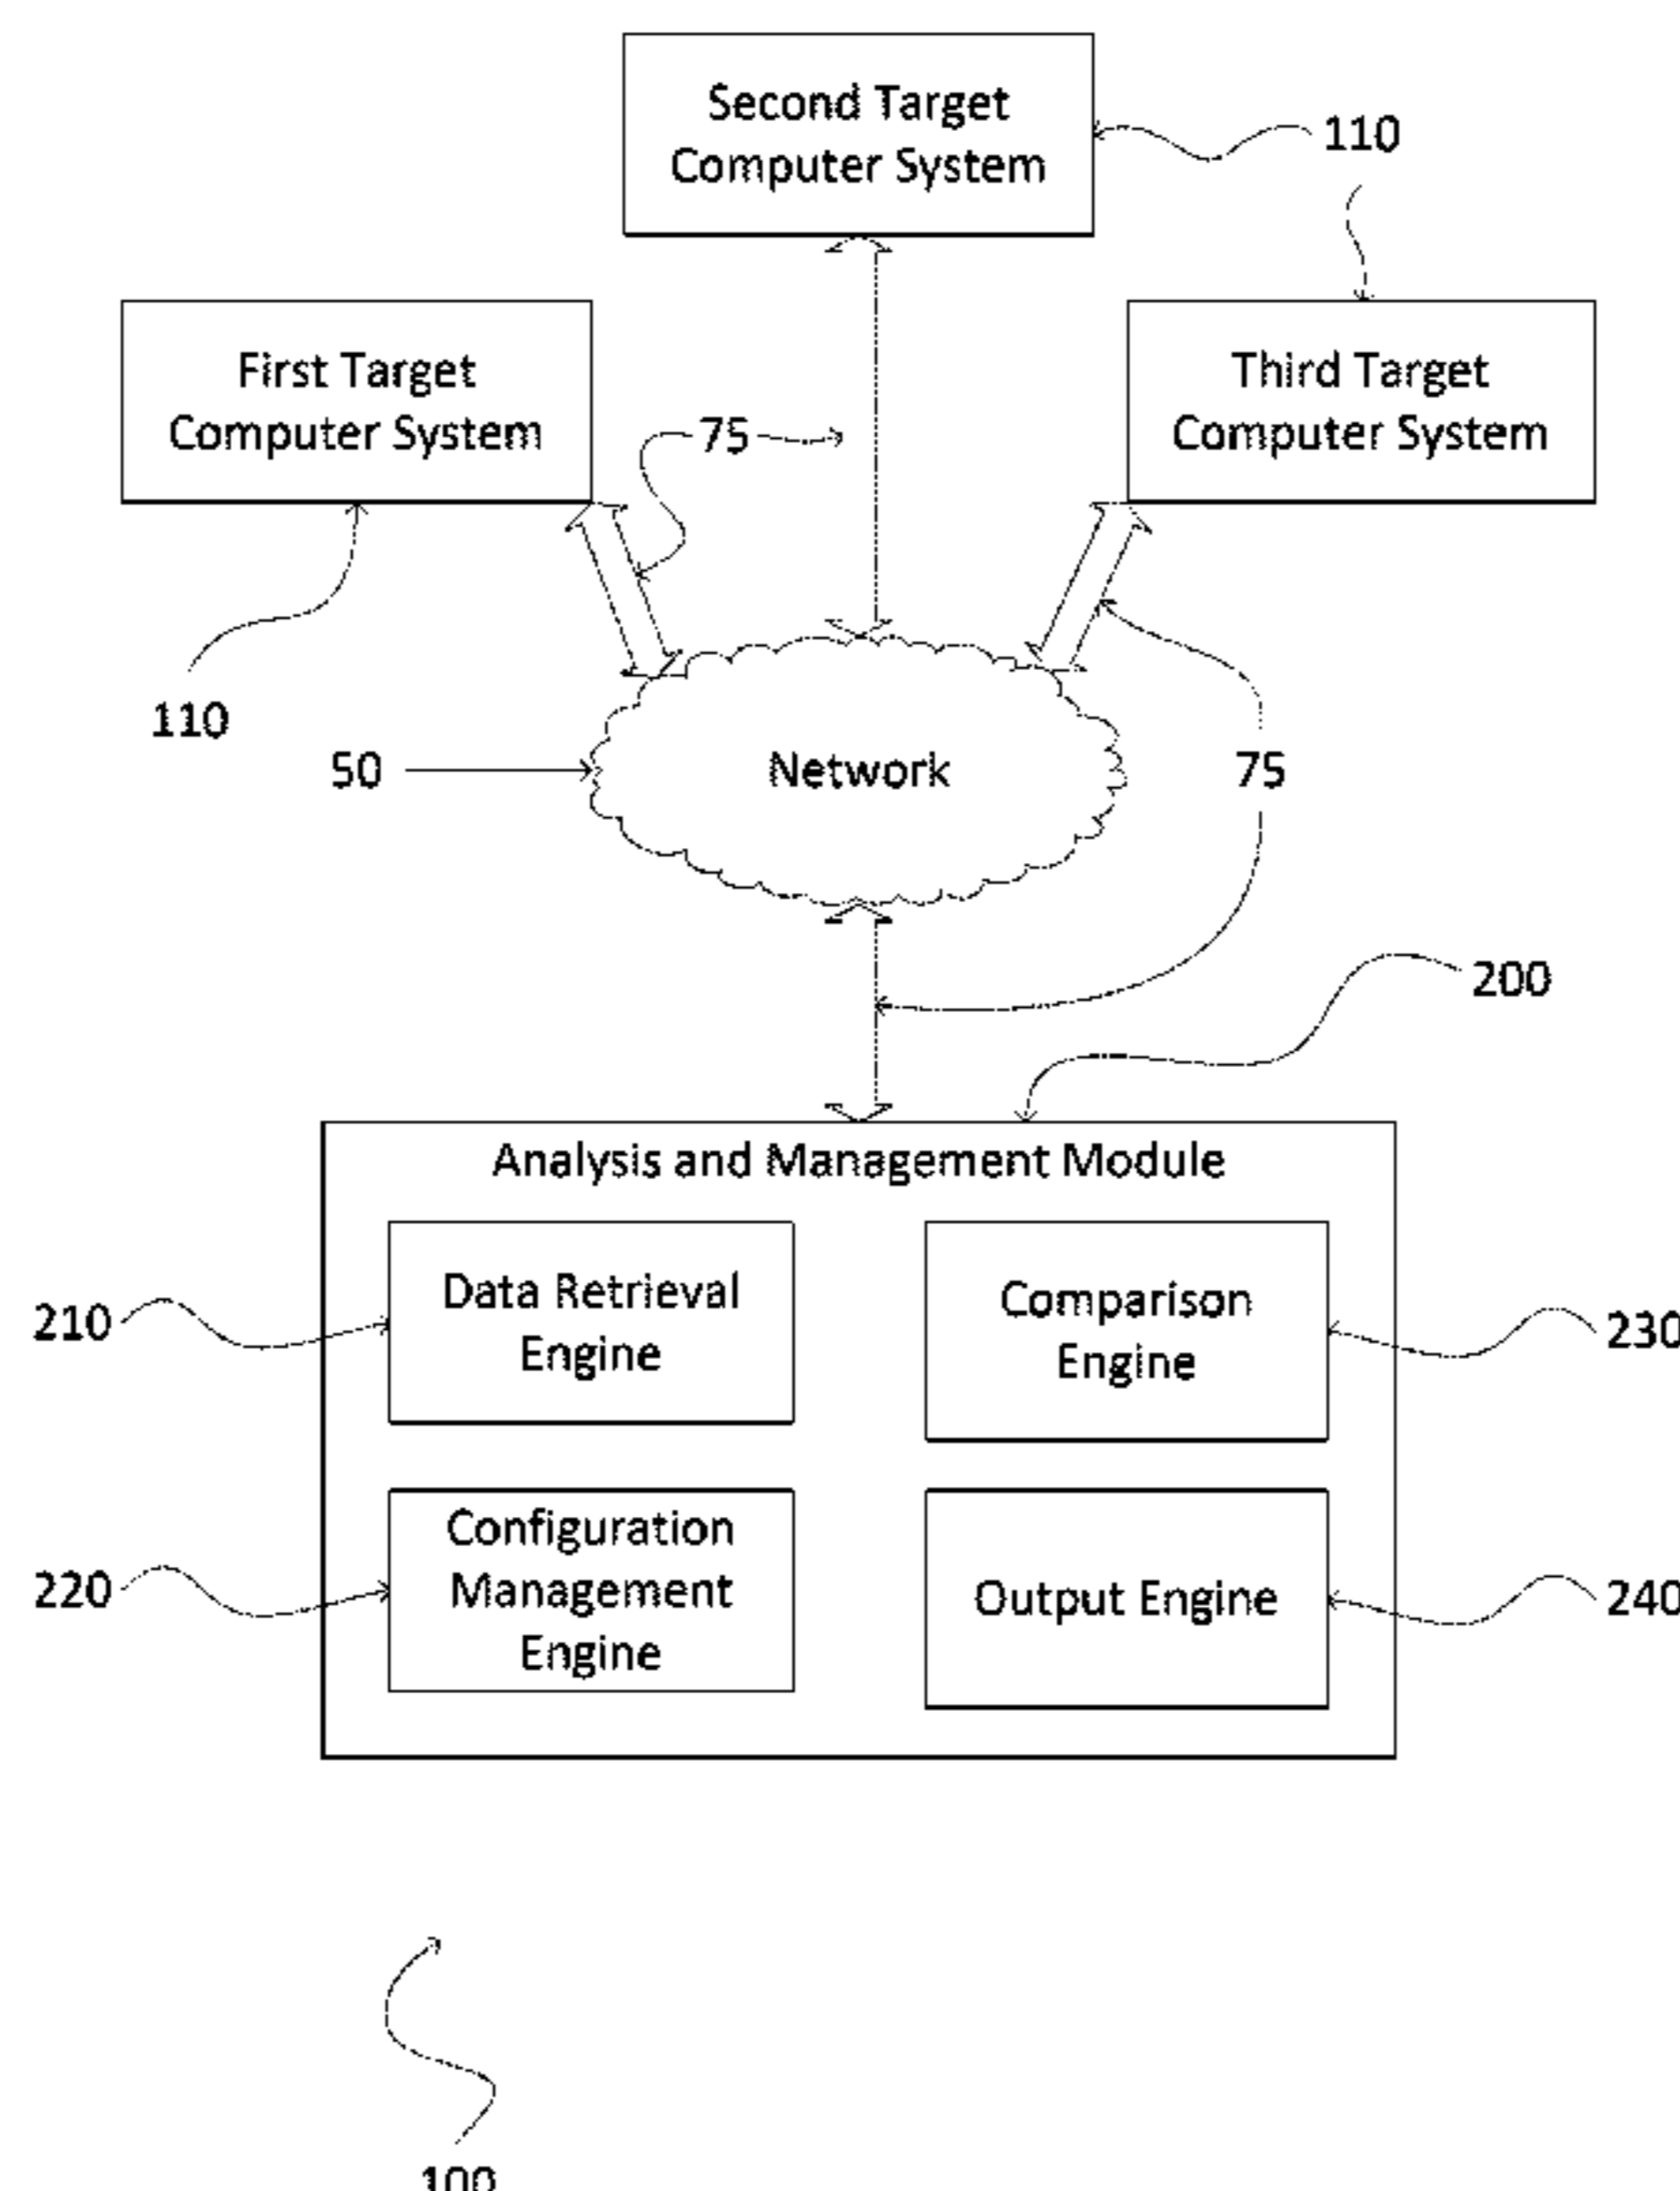 Second Target
Computer System
110
First Target
Computer System
Third Target
Computer System
75
110
50
Network
75
200
Analysis and Management Module
210
Data Retrieval
Engine
Comparison
Engine
230
220
Configuration
Management
Engine
Output Engine
240
100